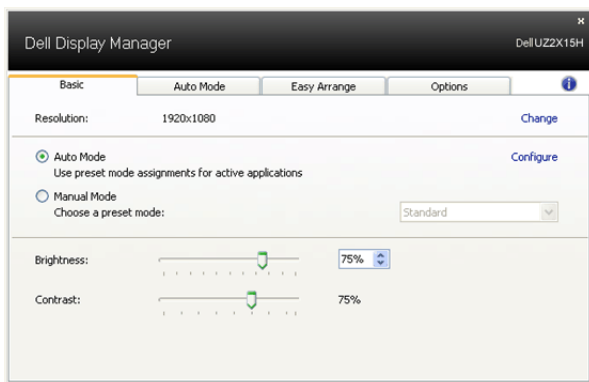 Dell Display Manager
Dell UZ2X15H
Basic
Auto Mode
Easy Arrange
Options
Resolution: 1920x1080 Change
Auto Mode Configure
Use preset mode assignments for active applications
Manual Mode
Choose a preset mode: Standard
Brightness: 75%
Contrast: 75%